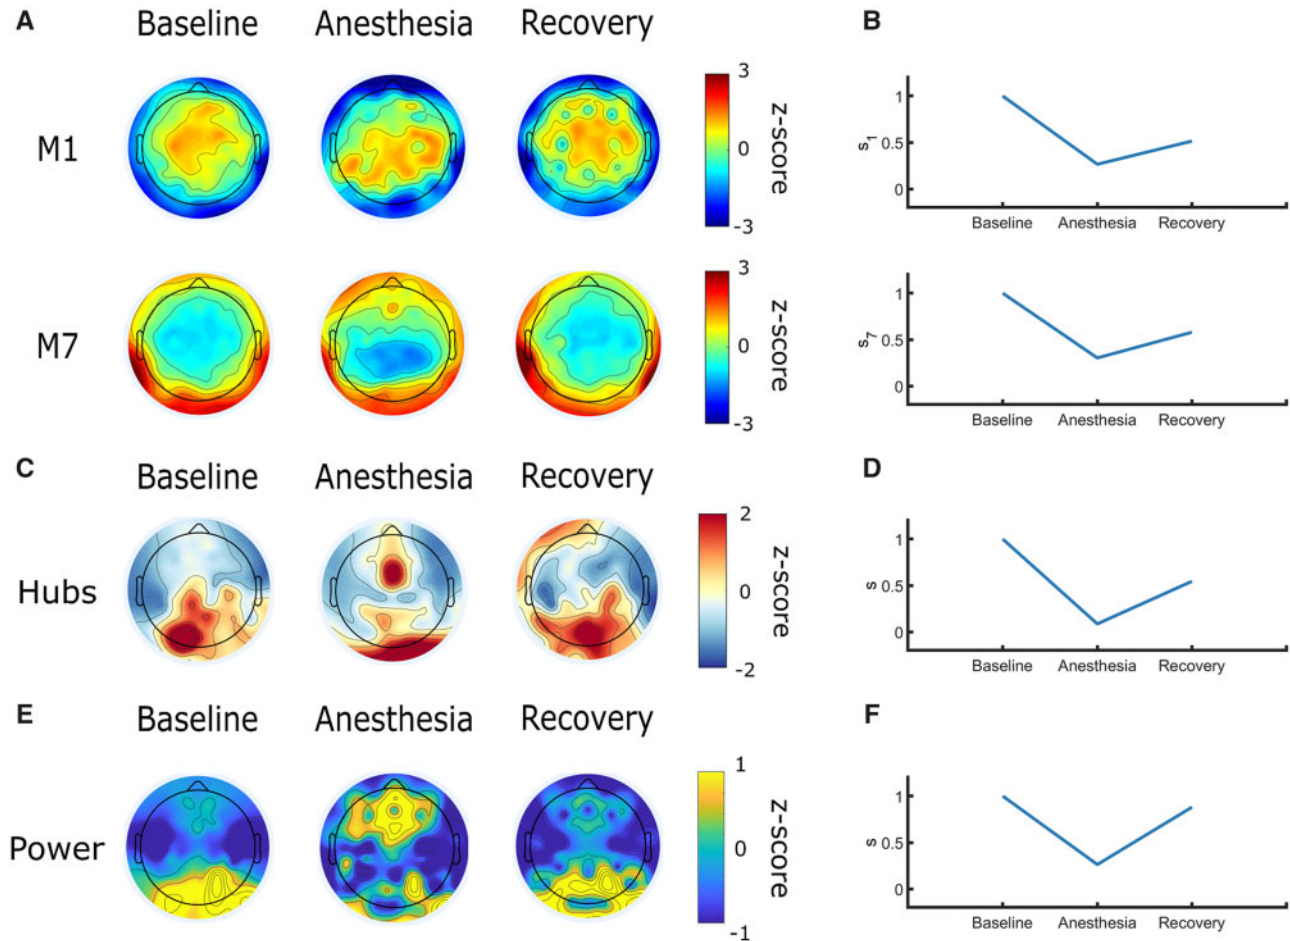 A
Baseline Anesthesia Recovery
B
M1
3
0
-3
z-score
1
0.5
0
s_1
Baseline Anesthesia Recovery
M7
3
0
-3
z-score
1
0.5
0
s_7
Baseline Anesthesia Recovery
C
Baseline Anesthesia Recovery
D
Hubs
2
0
-2
z-score
1
0.5
0
s
Baseline Anesthesia Recovery
E
Baseline Anesthesia Recovery
F
Power
1
0
-1
z-score
1
0.5
0
s
Baseline Anesthesia Recovery